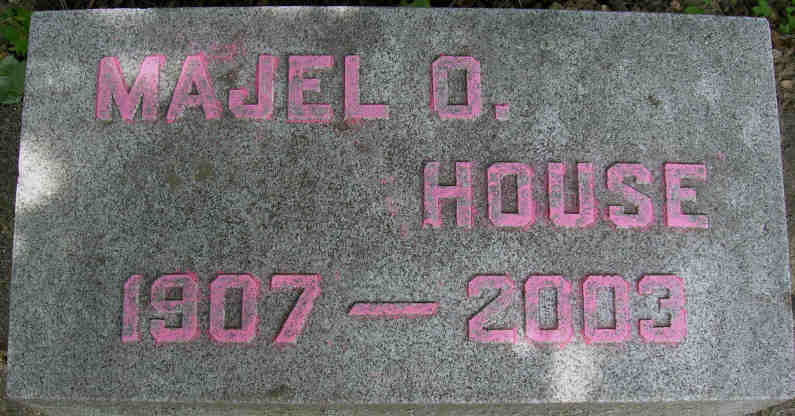 MAJEL O.
HOUSE
1907 — 2003